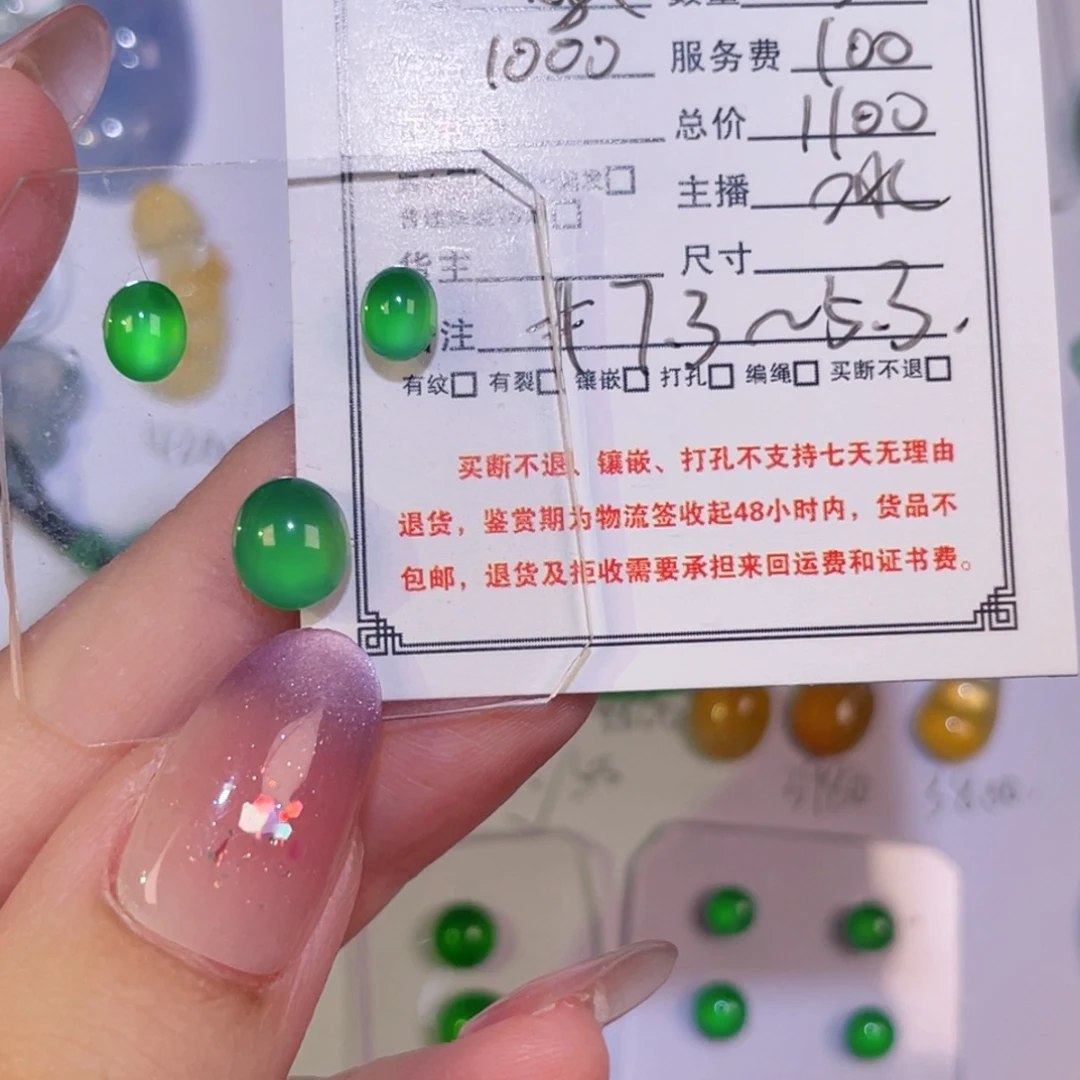 数量
1000 服务费 100
总价 1100
主播
货主 尺寸
注 长7.3~5.3.
有纹□ 有裂□ 镶嵌□ 打孔□ 编绳□ 买断不退□
买断不退、镶嵌、打孔不支持七天无理由
退货，鉴赏期为物流签收起48小时内，货品不
包邮，退货及拒收需要承担来回运费和证书费。